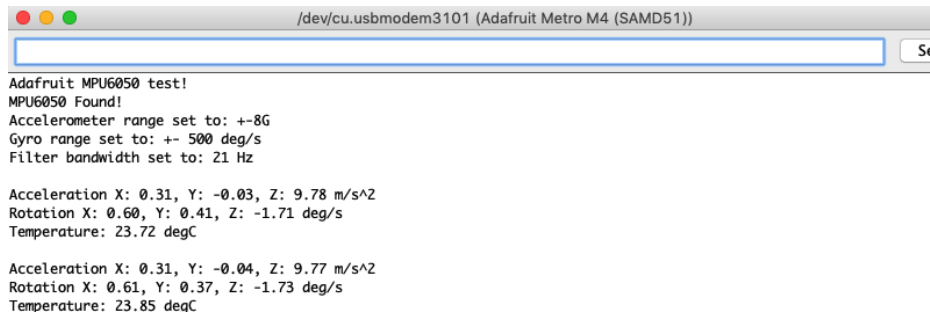 /dev/cu.usbmodem3101 (Adafruit Metro M4 (SAMD51))
Adafruit MPU6050 test!
MPU6050 Found!
Accelerometer range set to: +-8G
Gyro range set to: +- 500 deg/s
Filter bandwidth set to: 21 Hz
Acceleration X: 0.31, Y: -0.03, Z: 9.78 m/s^2
Rotation X: 0.60, Y: 0.41, Z: -1.71 deg/s
Temperature: 23.72 degC
Acceleration X: 0.31, Y: -0.04, Z: 9.77 m/s^2
Rotation X: 0.61, Y: 0.37, Z: -1.73 deg/s
Temperature: 23.85 degC